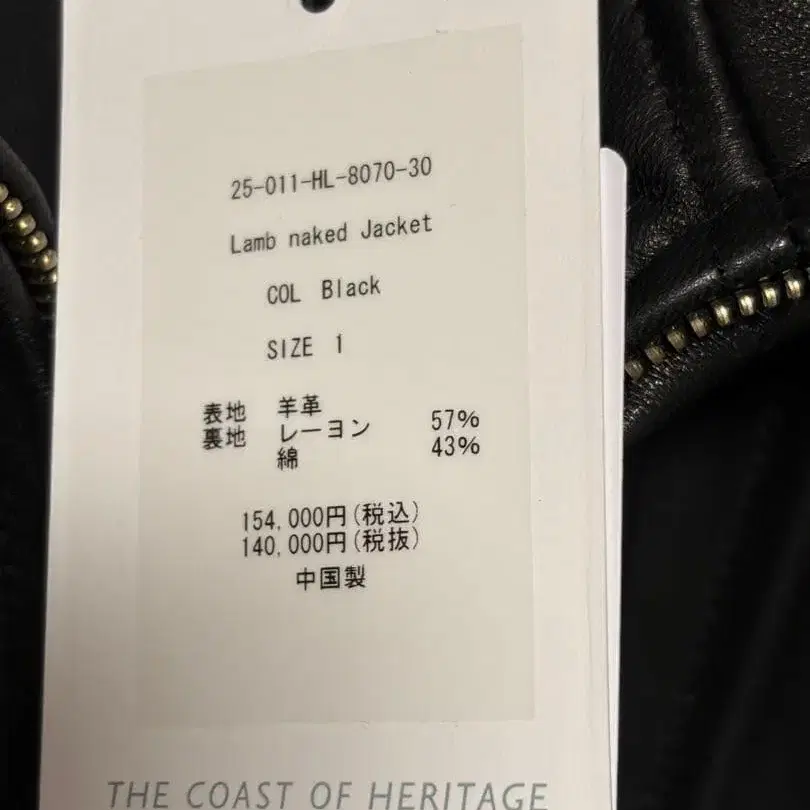 25-011-HL-8070-30
Lamb naked Jacket
COL Black
SIZE 1
表地 羊革
裏地 レーヨン 57%
綿 43%
154,000円(税込)
140,000円(税抜)
中国製
THE COAST OF HERITAGE